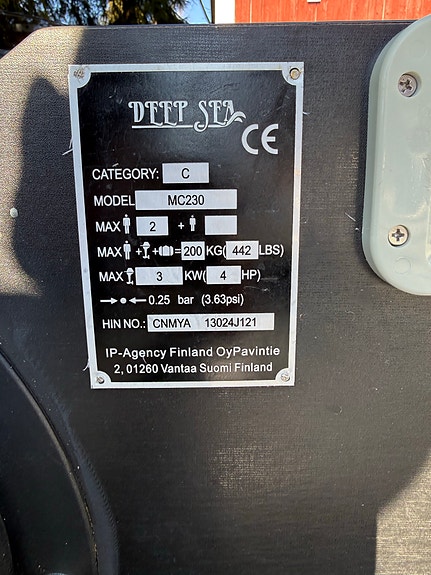 DEEP SEA
CE
CATEGORY: C
MODEL MC230
MAX 2 +
MAX + + = 200 KG( 442 LBS)
MAX 3 KW( 4 HP)
0.25 bar (3.63psi)
HIN NO.: CNMYA 13024J121
IP-Agency Finland OyPavintie
2, 01260 Vantaa Suomi Finland